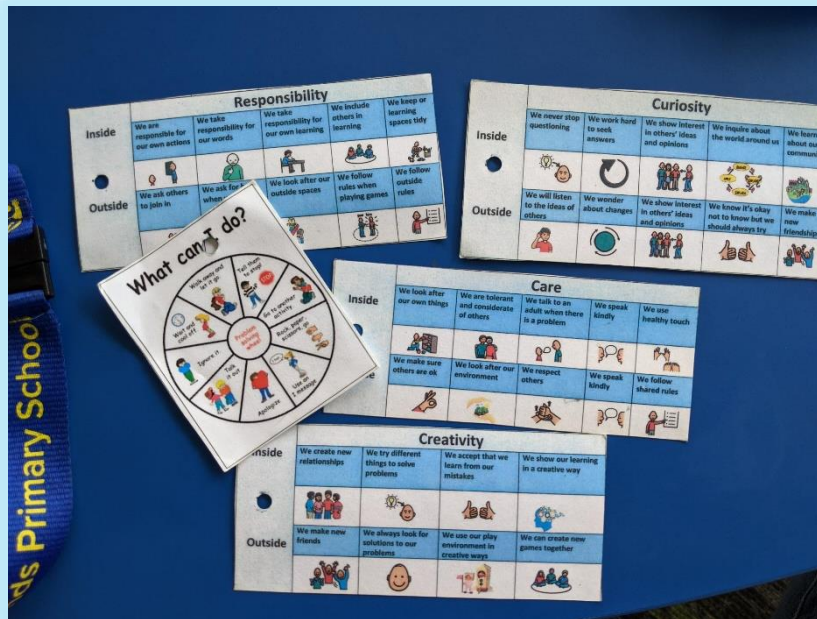 Responsibility
Inside
We are
responsible for
our own actions
We take
responsibility for
our words
We take
responsibility for
our own learning
We include
others in
learning
We keep or
learning
spaces tidy
Outside
We ask others
to join in
We ask for
when
We look after our
outside spaces
We follow
rules when
playing games
We follow
outside
rules
Curiosity
Inside
We never stop
questioning
We work hard
to seek
answers
We show interest
in others' ideas
and opinions
We inquire about
the world around us
We learn
about our
Outside
We will listen
to the ideas of
others
We wonder
about changes
We show interest
in others' ideas
and opinions
We know it's okay
not to know but we
should always try
We make
new
friendship
What can I do?
Walk away and
let it go.
Tell them
to stop!
STOP
Go to another
activity
Rock, paper,
scissors, go
Use an
I message
Apologize
Talk
it out
Ignore it.
Wait and
cool off
Problem
solving
wheel
Care
Inside
We look after
our own things
We are tolerant
and considerate
of others
We talk to an
adult when there
is a problem
We speak
kindly
We use
healthy touch
Outside
We make sure
others are ok
We look after our
environment
We respect
others
We speak
kindly
We follow
shared rules
Creativity
Inside
We create new
relationships
We try different
things to solve
problems
We accept that we
learn from our
mistakes
We show our learning
in a creative way
Outside
We make new
friends
We always look for
solutions to our
problems
We use our play
environment in
creative ways
We can create new
games together
ds Primary School